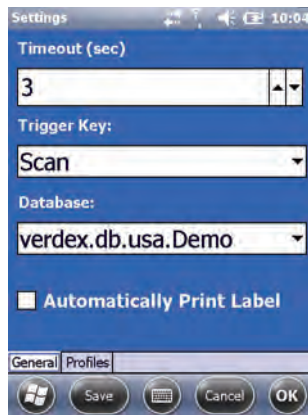 Settings 10:04
Timeout (sec)
3
Trigger Key:
Scan
Database:
verdex.db.usa.Demo
Automatically Print Label
General Profiles
Save Cancel OK